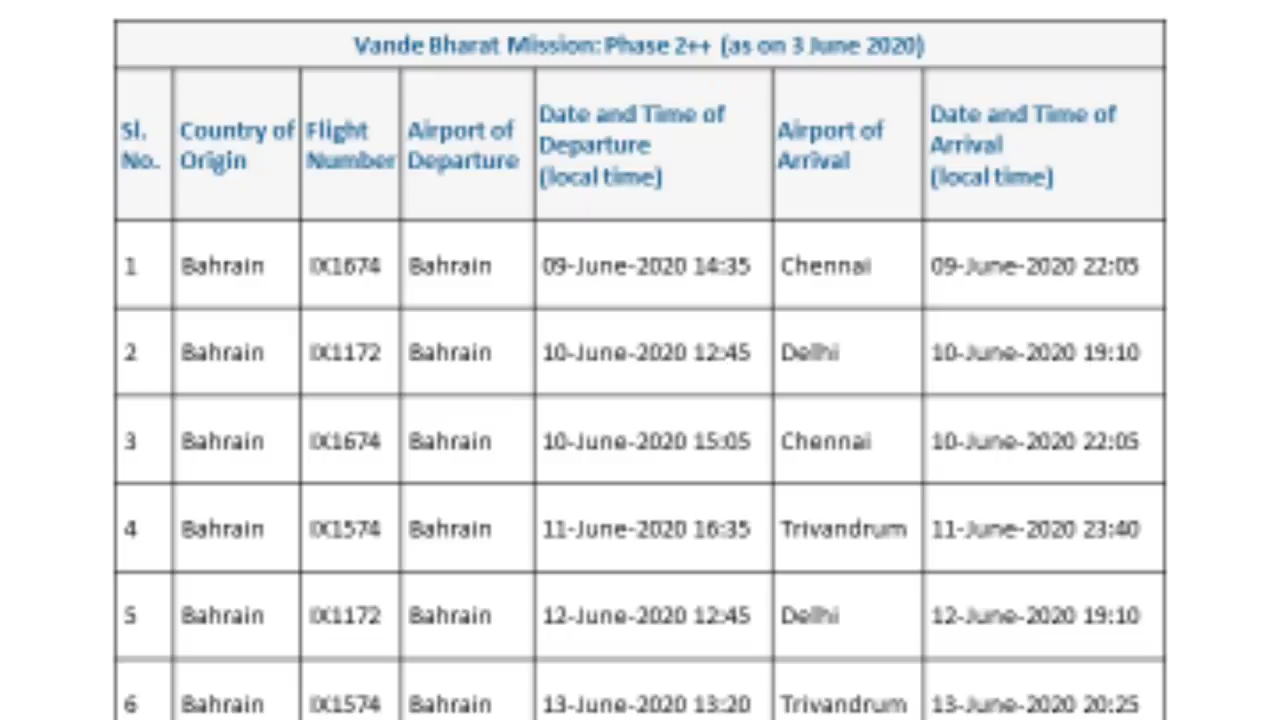 Vande Bharat Mission: Phase 2++ (as on 3 June 2020)
Sl. No. Country of Origin Flight Number Airport of Departure Date and Time of Departure (local time) Airport of Arrival Date and Time of Arrival (local time)
1 Bahrain IX1674 Bahrain 09-June-2020 14:35 Chennai 09-June-2020 22:05
2 Bahrain IX1172 Bahrain 10-June-2020 12:45 Delhi 10-June-2020 19:10
3 Bahrain IX1674 Bahrain 10-June-2020 15:05 Chennai 10-June-2020 22:05
4 Bahrain IX1574 Bahrain 11-June-2020 16:35 Trivandrum 11-June-2020 23:40
5 Bahrain IX1172 Bahrain 12-June-2020 12:45 Delhi 12-June-2020 19:10
6 Bahrain IX1574 Bahrain 13-June-2020 13:20 Trivandrum 13-June-2020 20:25